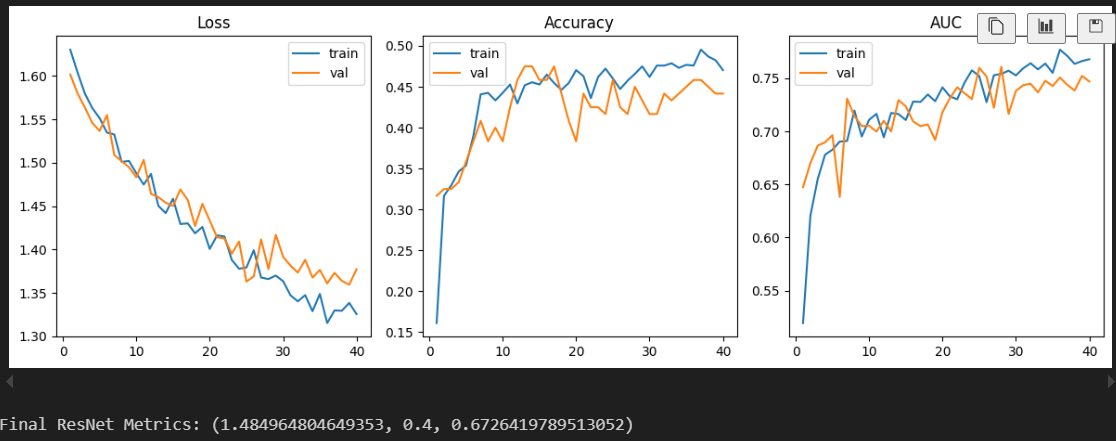 Loss
train
val
1.60
1.55
1.50
1.45
1.40
1.35
1.30
0 10 20 30 40
Accuracy
train
val
0.50
0.45
0.40
0.35
0.30
0.25
0.20
0.15
0 10 20 30 40
AUC
train
val
0.75
0.70
0.65
0.60
0.55
0 10 20 30 40
Final ResNet Metrics: (1.484964804649353, 0.4, 0.6726419789513052)